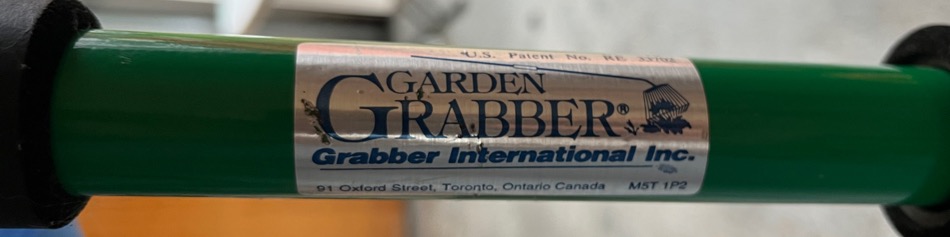 U.S. Patent No. RE
GARDEN
GRABBER®
Grabber International Inc.
91 Oxford Street, Toronto, Ontario Canada M5T 1P2